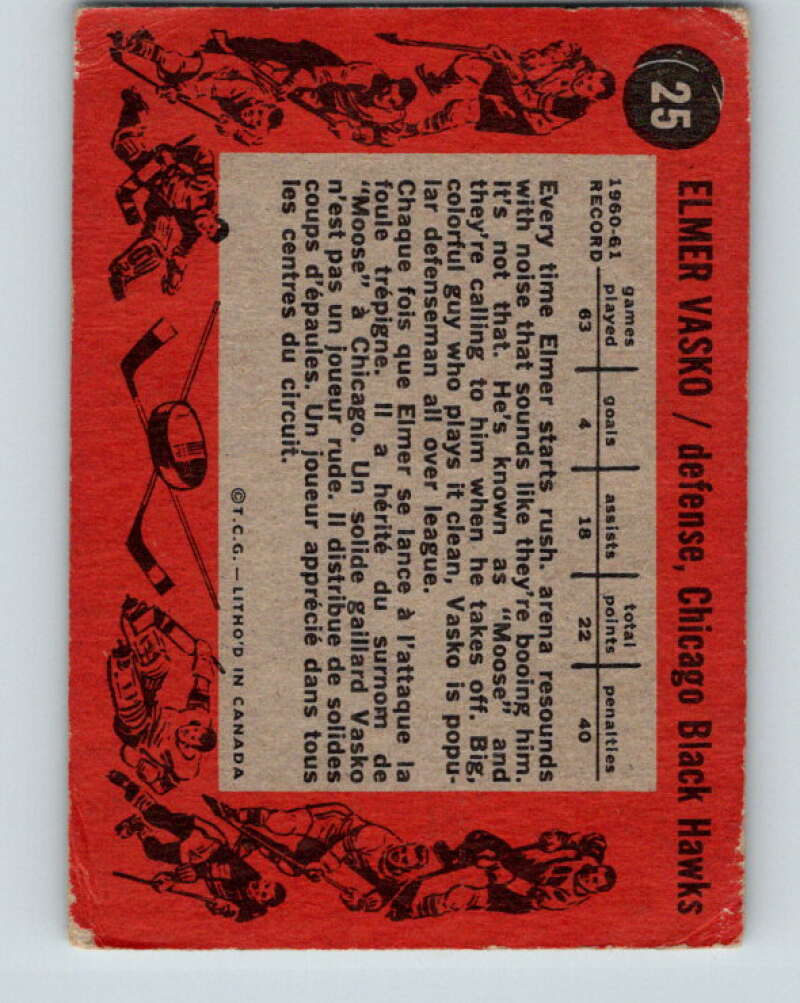 25
ELMER VASKO / defense, Chicago Black Hawks
1960-61 RECORD
games played goals assists total points penalties
63 4 18 22 40
Every time Elmer starts rush. arena resounds
with noise that sounds like they're booing him.
It's not that. He's known as "Moose" and
they're calling to him when he takes off. Big,
colorful guy who plays it clean, Vasko is popu-
lar defenseman all over league.
Chaque fois que Elmer se lance à l'attaque la
foule trépigne. Il a hérité du surnom de
"Moose" à Chicago. Un solide gaillard Vasko
n'est pas un joueur rude. Il distribue de solides
coups d'épaules. Un joueur apprécié dans tous
les centres du circuit.
©T.C.G. — LITHO'D IN CANADA